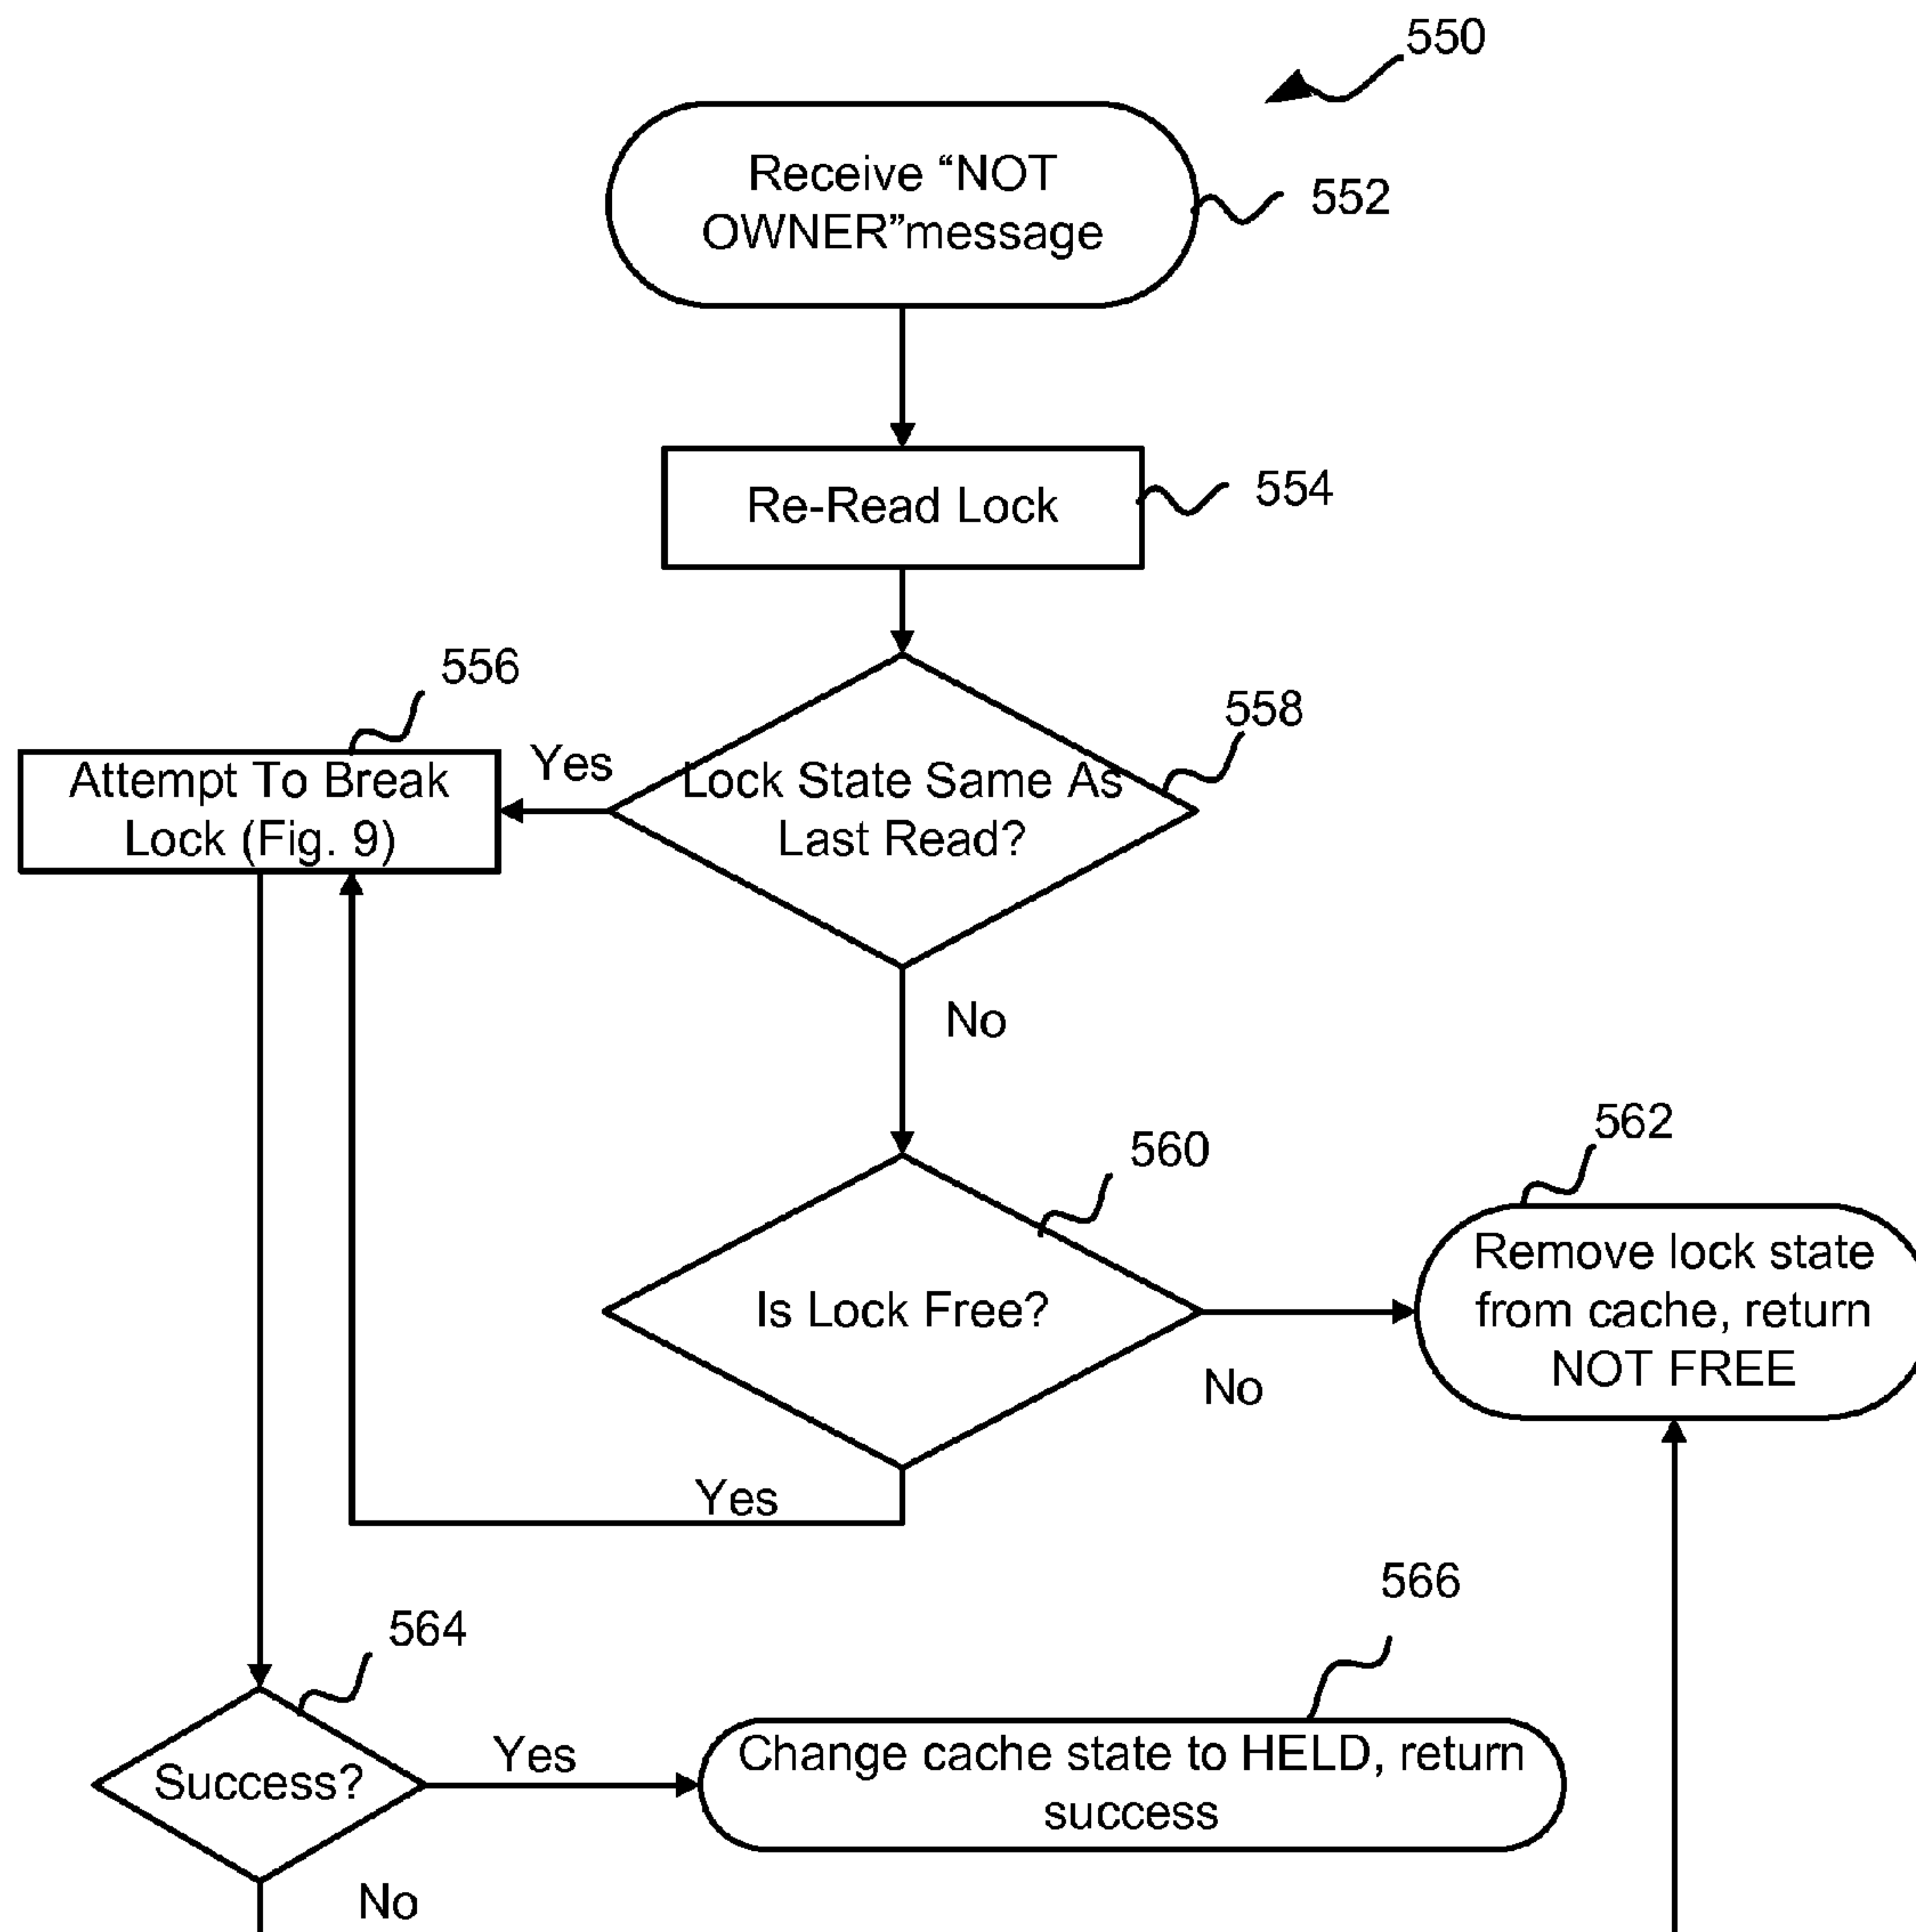 550
Receive “NOT
OWNER”message
552
Re-Read Lock
554
556
558
Attempt To Break
Lock (Fig. 9)
Yes
Lock State Same As
Last Read?
No
560
562
Is Lock Free?
Remove lock state
from cache, return
NOT FREE
No
Yes
566
564
Success?
Yes
Change cache state to HELD, return
success
No